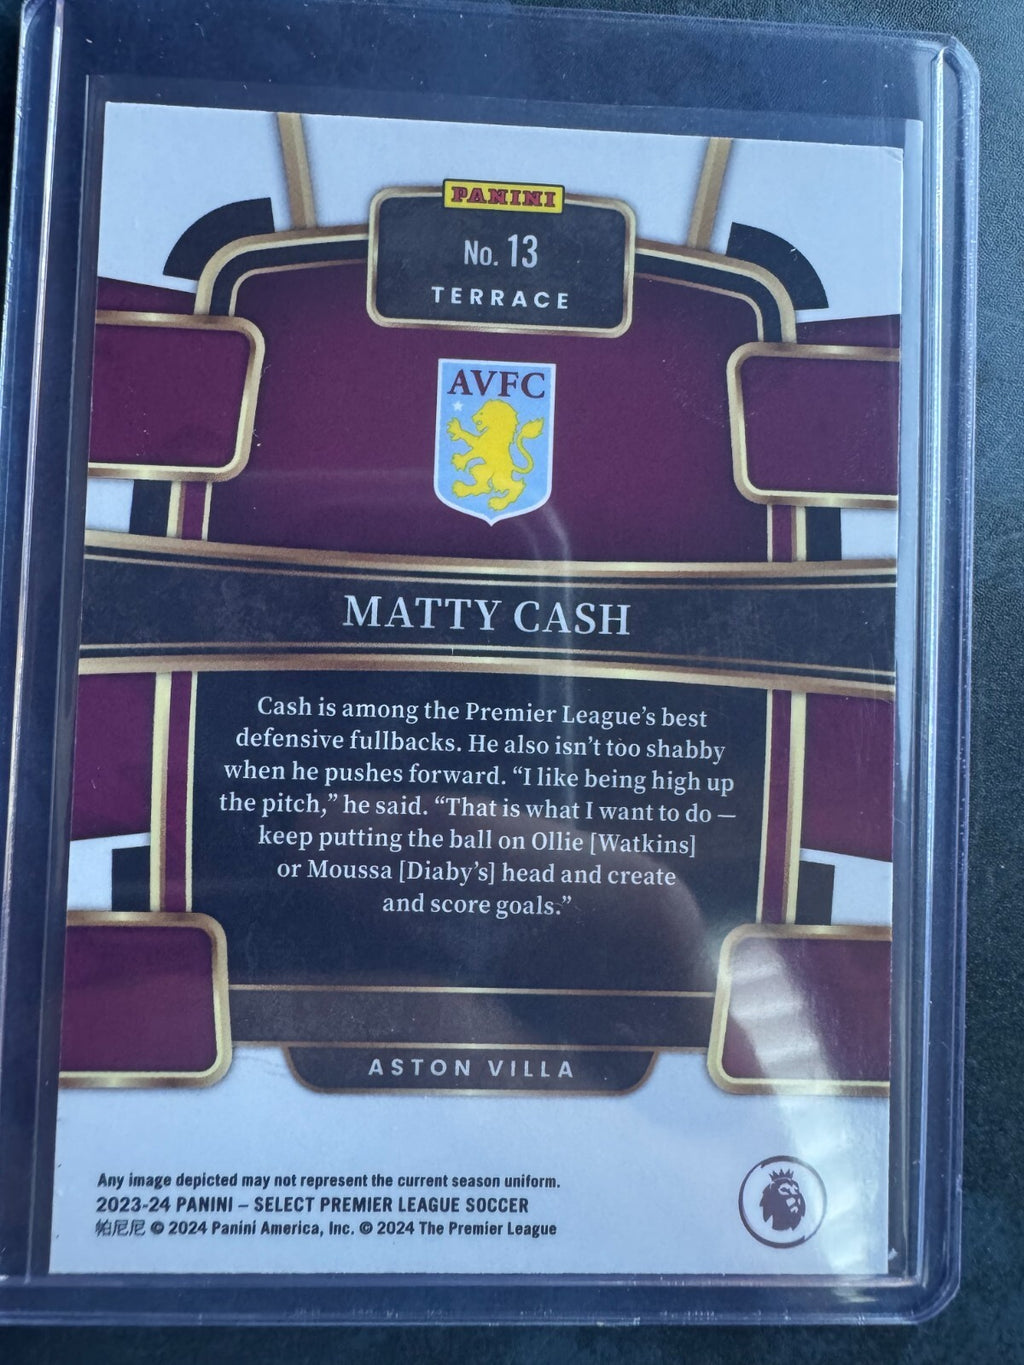 PANINI
No. 13
TERRACE
AVFC
MATTY CASH
Cash is among the Premier League’s best
defensive fullbacks. He also isn’t too shabby
when he pushes forward. “I like being high up
the pitch,” he said. “That is what I want to do —
keep putting the ball on Ollie [Watkins]
or Moussa [Diaby’s] head and create
and score goals.”
ASTON VILLA
Any image depicted may not represent the current season uniform.
2023-24 PANINI – SELECT PREMIER LEAGUE SOCCER
帕尼尼 © 2024 Panini America, Inc. © 2024 The Premier League